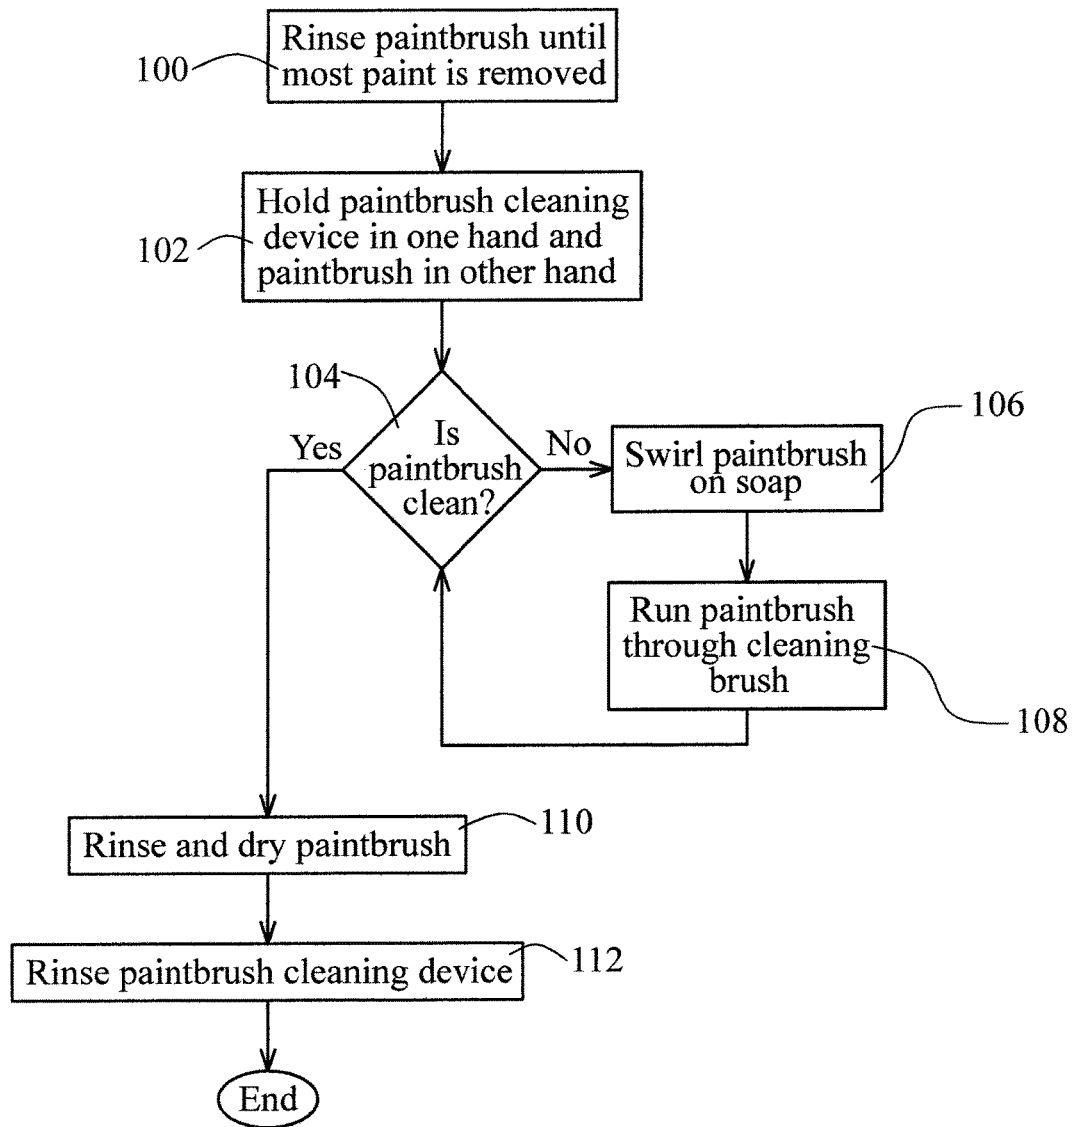 Rinse paintbrush until
most paint is removed
100
Hold paintbrush cleaning
device in one hand and
paintbrush in other hand
102
104
Is
paintbrush
clean?
Yes
No
106
Swirl paintbrush
on soap
Run paintbrush
through cleaning
brush
108
110
Rinse and dry paintbrush
112
Rinse paintbrush cleaning device
End